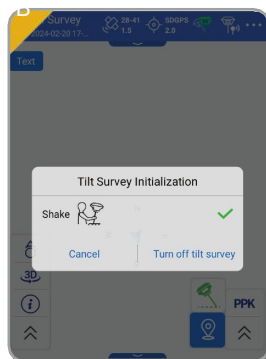 B
Survey
28-41
1.5
SDGPS
2.0
2024-02-20 17-..
Text
Tilt Survey Initialization
Shake
Cancel
Turn off tilt survey
3D
PPK